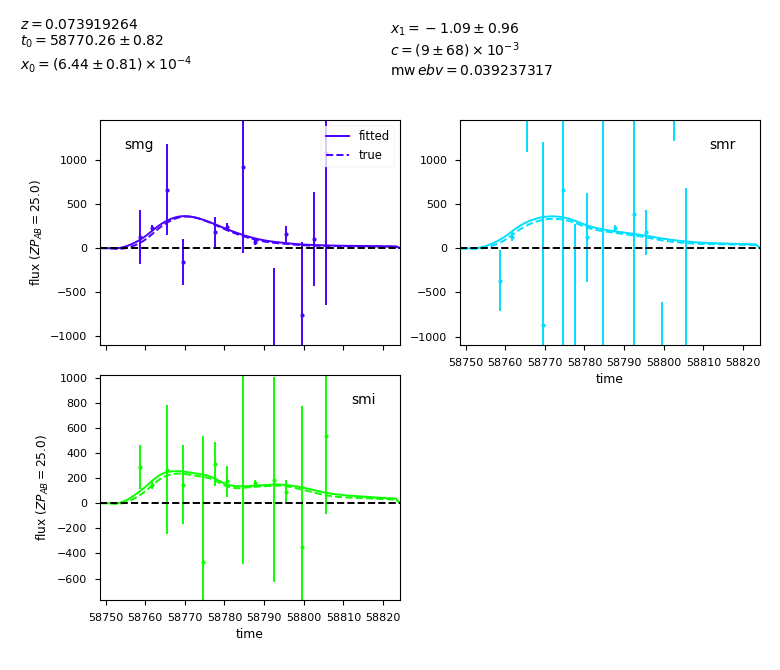 z = 0.073919264
t₀ = 58770.26 ± 0.82
x₀ = (6.44 ± 0.81) × 10⁻⁴
x₁ = −1.09 ± 0.96
c = (9 ± 68) × 10⁻³
mw ebv = 0.039237317
smg
fitted
true
1000
500
0
−500
−1000
flux (ZP_AB = 25.0)
smr
1000
500
0
−500
−1000
58750 58760 58770 58780 58790 58800 58810 58820
time
smi
1000
800
600
400
200
0
−200
−400
−600
flux (ZP_AB = 25.0)
58750 58760 58770 58780 58790 58800 58810 58820
time